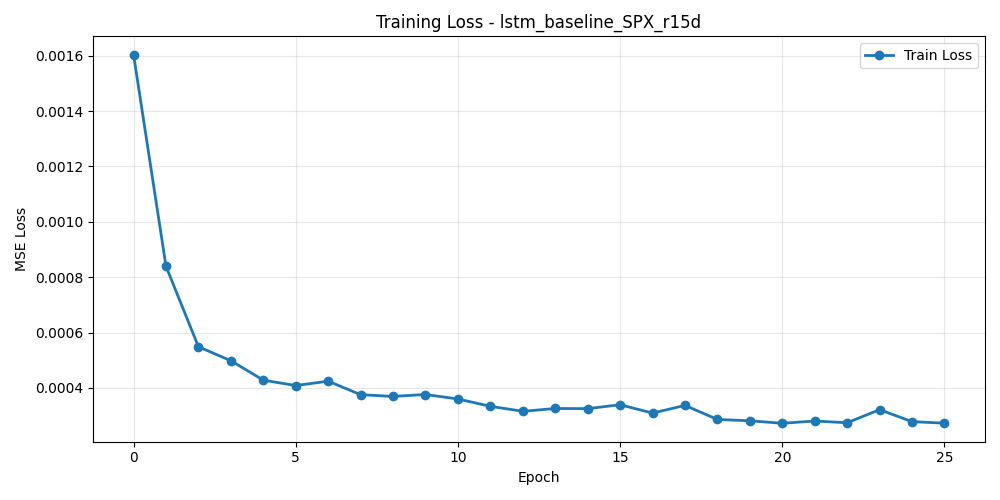 Training Loss - lstm_baseline_SPX_r15d
Train Loss
MSE Loss
0.0016
0.0014
0.0012
0.0010
0.0008
0.0006
0.0004
0 5 10 15 20 25
Epoch